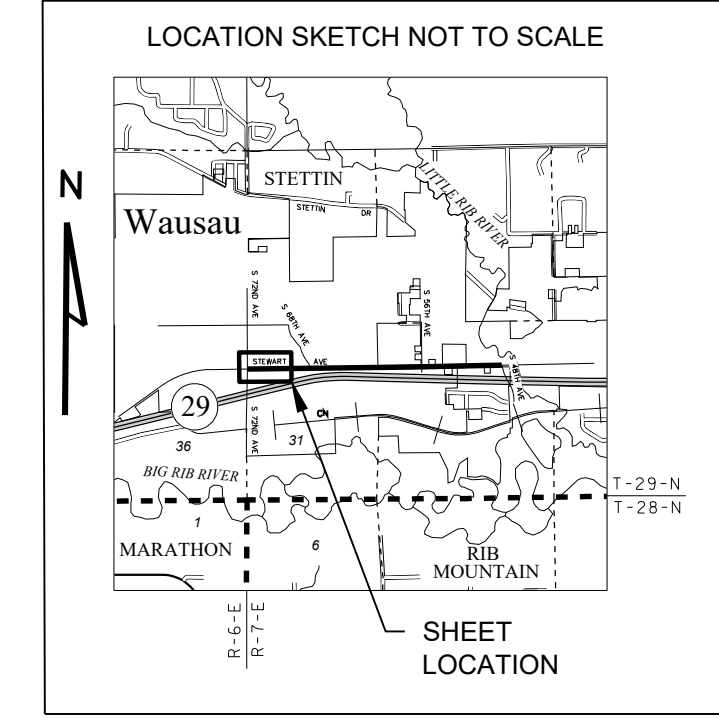 LOCATION SKETCH NOT TO SCALE
N
STETTIN
LITTLE RIB RIVER
STETTIN DR
Wausau
S 72ND AVE
S 68TH AVE
S 56TH AVE
STEWART AVE
S 48TH AVE
29
S 72ND AVE
CN
36
31
BIG RIB RIVER
T-29-N
T-28-N
1
6
MARATHON
RIB
MOUNTAIN
R-6-E
R-7-E
SHEET
LOCATION